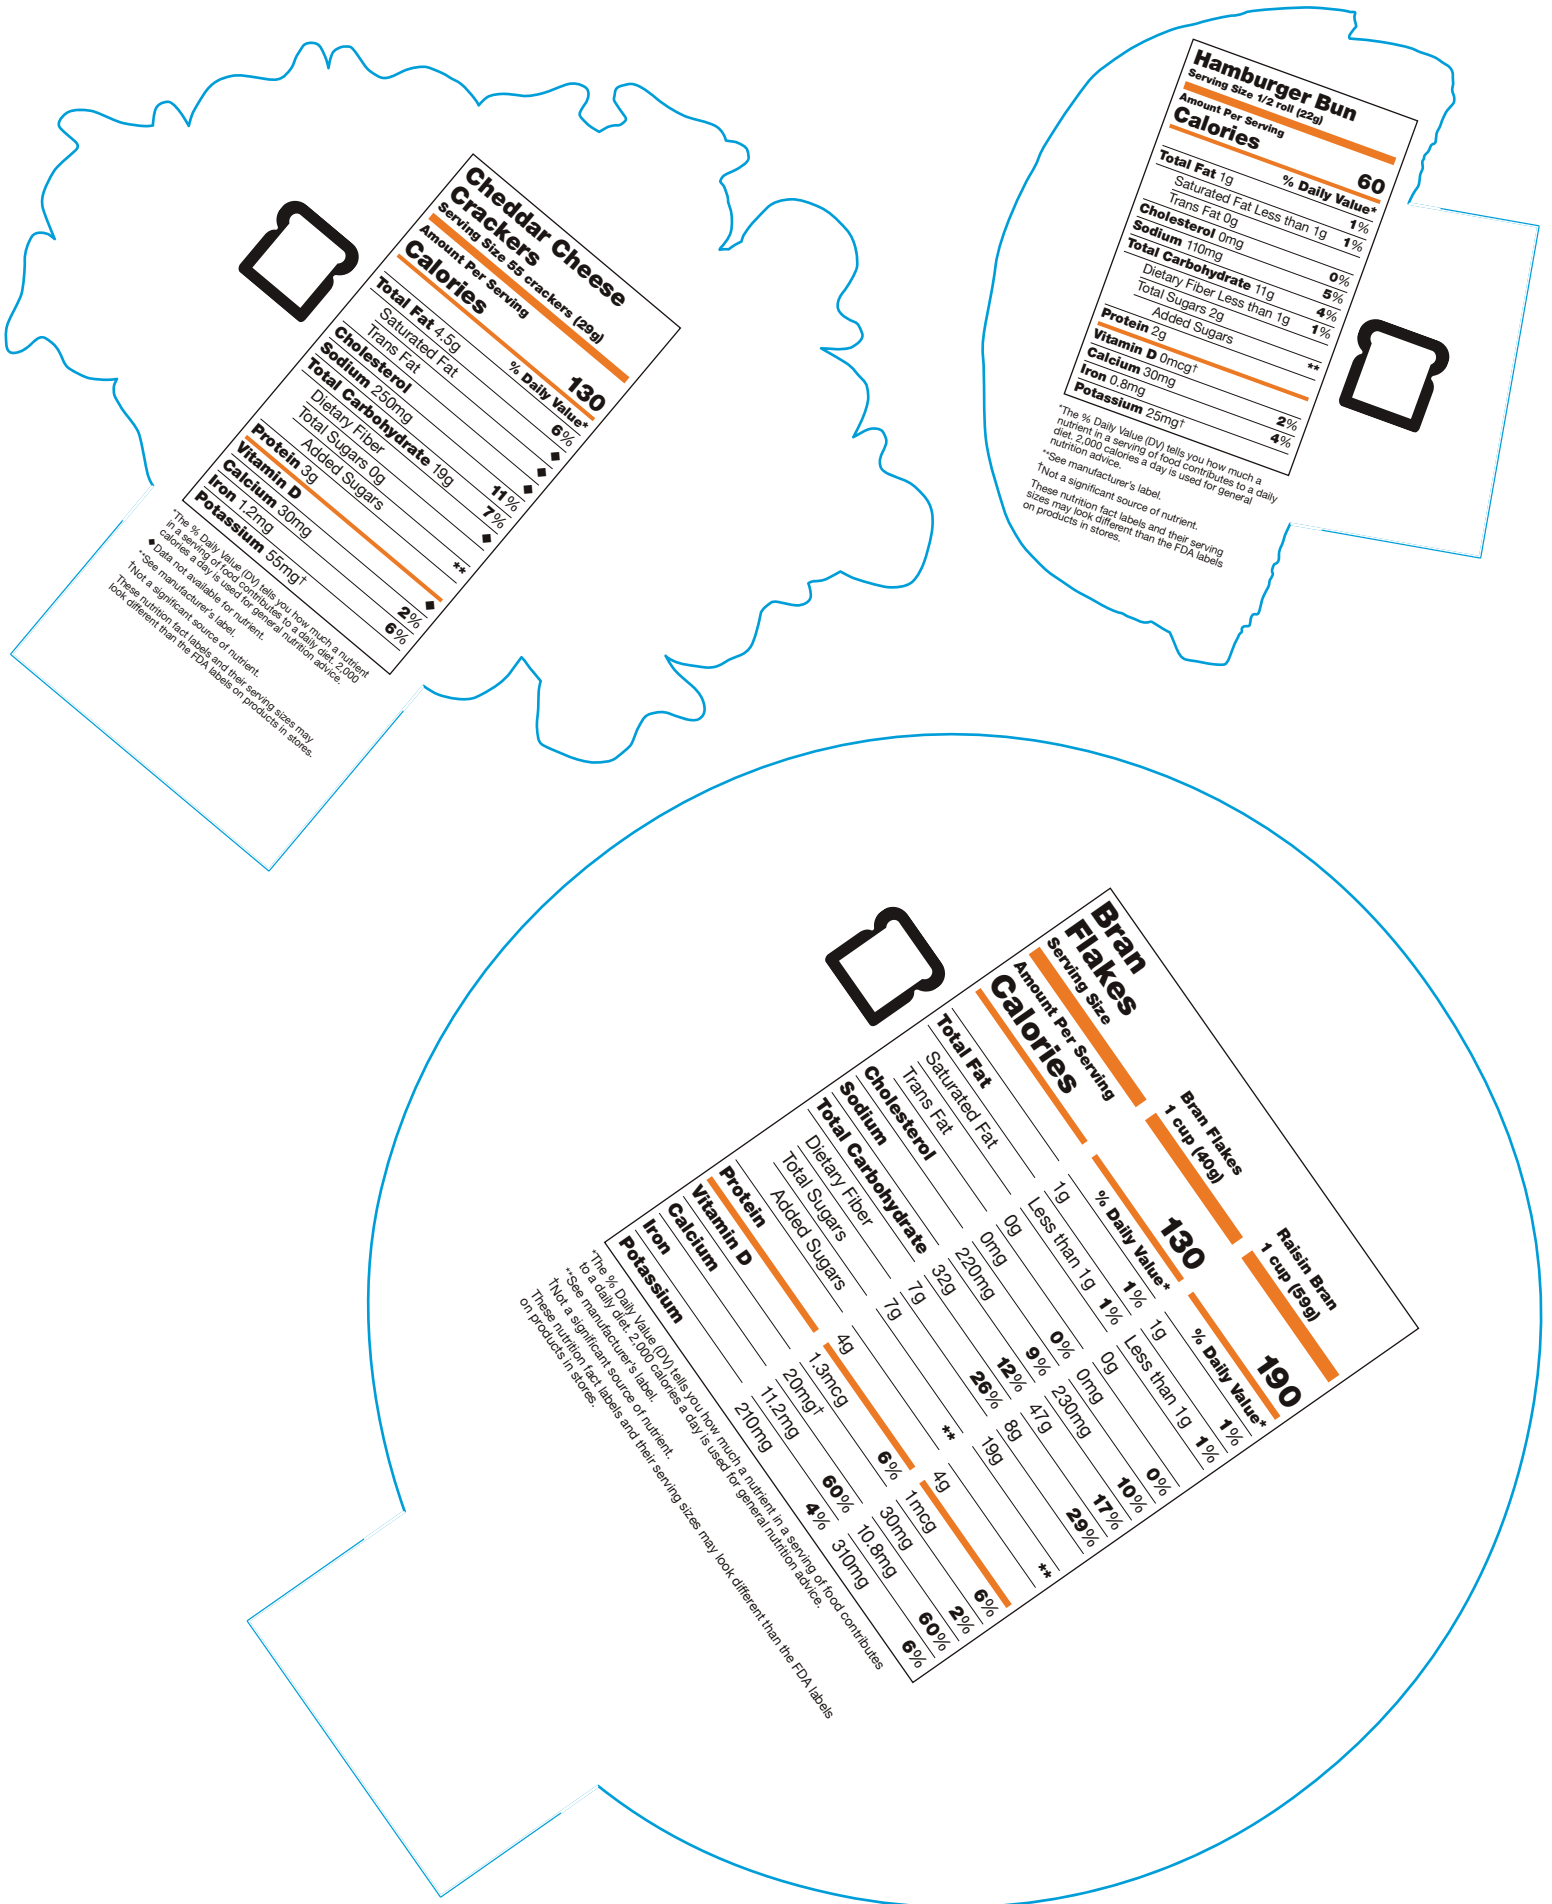 Cheddar Cheese
Crackers
Serving Size 55 crackers (29g)
Amount Per Serving
Calories 130
% Daily Value*
Total Fat 4.5g 6%
Saturated Fat ◆
Trans Fat ◆
Cholesterol ◆
Sodium 250mg 11%
Total Carbohydrate 19g 7%
Dietary Fiber ◆
Total Sugars 0g
Added Sugars **
Protein 3g
Vitamin D ◆
Calcium 30mg 2%
Iron 1.2mg 6%
Potassium 55mg†
*The % Daily Value (DV) tells you how much a nutrient
in a serving of food contributes to a daily diet. 2,000
calories a day is used for general nutrition advice.
◆ Data not available for nutrient.
**See manufacturer's label.
†Not a significant source of nutrient.
These nutrition fact labels and their serving sizes may
look different than the FDA labels on products in stores.
Hamburger Bun
Serving Size 1/2 roll (22g)
Amount Per Serving
Calories 60
% Daily Value*
Total Fat 1g 1%
Saturated Fat Less than 1g 1%
Trans Fat 0g
Cholesterol 0mg 0%
Sodium 110mg 5%
Total Carbohydrate 11g 4%
Dietary Fiber Less than 1g 1%
Total Sugars 2g
Added Sugars **
Protein 2g
Vitamin D 0mcg†
Calcium 30mg 2%
Iron 0.8mg 4%
Potassium 25mg†
*The % Daily Value (DV) tells you how much a
nutrient in a serving of food contributes to a daily
diet. 2,000 calories a day is used for general
nutrition advice.
**See manufacturer's label.
†Not a significant source of nutrient.
These nutrition fact labels and their serving
sizes may look different than the FDA labels
on products in stores.
Bran
Flakes
Bran Flakes Raisin Bran
Serving Size 1 cup (40g) 1 cup (59g)
Amount Per Serving
Calories 130 190
% Daily Value* % Daily Value*
Total Fat 1g 1% 1g 1%
Saturated Fat Less than 1g 1% Less than 1g 1%
Trans Fat 0g 0g
Cholesterol 0mg 0% 0mg 0%
Sodium 220mg 9% 230mg 10%
Total Carbohydrate 32g 12% 47g 17%
Dietary Fiber 7g 26% 8g 29%
Total Sugars 7g 19g
Added Sugars ** **
Protein 4g 4g
Vitamin D 1.3mcg 6% 1mcg 6%
Calcium 20mg† 30mg 2%
Iron 11.2mg 60% 10.8mg 60%
Potassium 210mg 4% 310mg 6%
*The % Daily Value (DV) tells you how much a nutrient in a serving of food contributes
to a daily diet. 2,000 calories a day is used for general nutrition advice.
**See manufacturer's label.
†Not a significant source of nutrient.
These nutrition fact labels and their serving sizes may look different than the FDA labels
on products in stores.